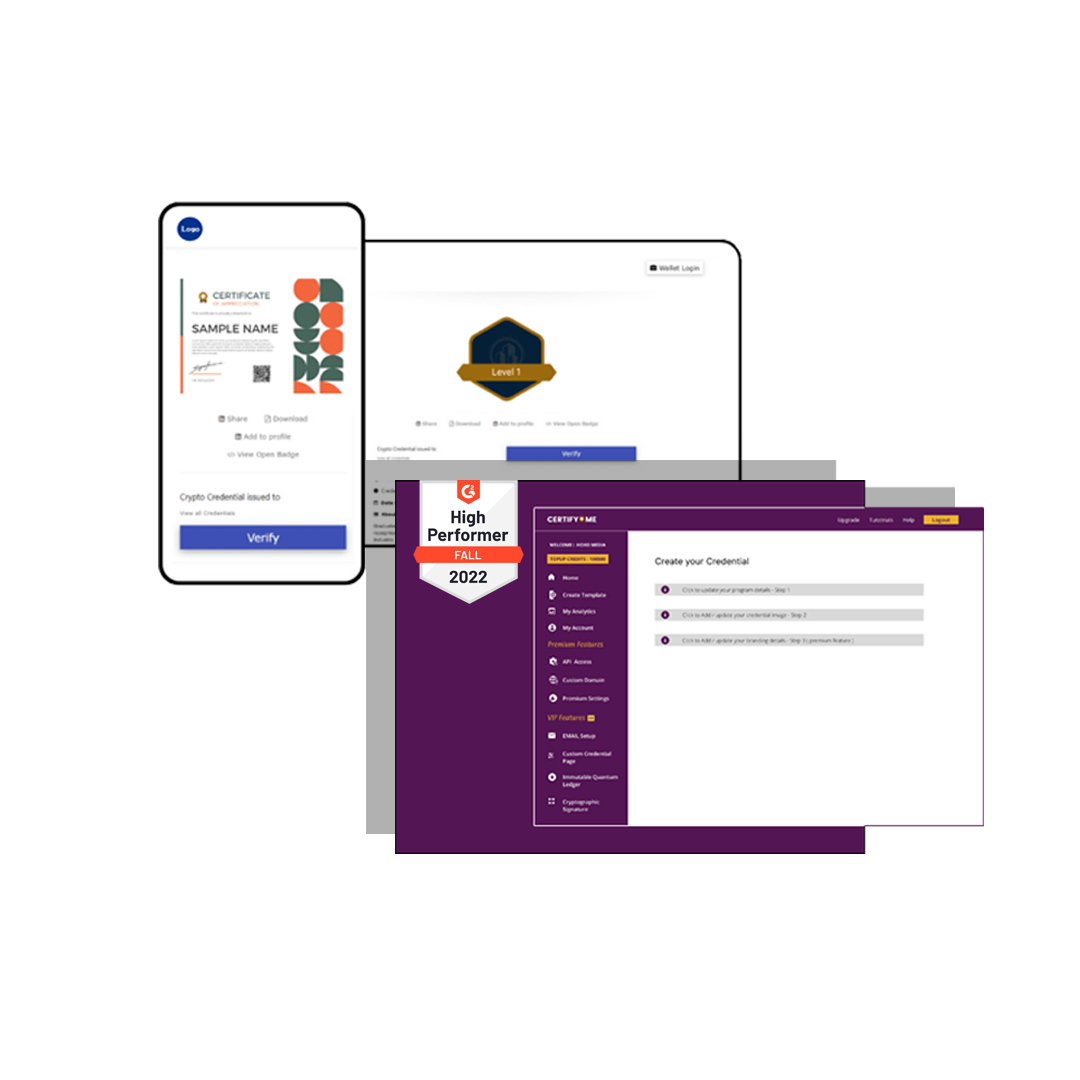 Logo
CERTIFICATE
OF APPRECIATION
SAMPLE NAME
Share
Download
Add to profile
View Open Badge
Crypto Credential issued to
View all Credentials
Verify
Wallet Login
Level 1
Share
Download
Add to profile
View Open Badge
Crypto Credential issued to
View all Credentials
Verify
High
Performer
FALL
2022
CERTIFY ME
Upgrade
Tutorials
Help
Logout
WELCOME : HOXO MEDIA
Home
Create Template
My Analytics
My Account
Premium Features
API Access
Custom Domain
Premium Settings
VIP Features
EMAIL Setup
Custom Credential
Page
Immutable Quantum
Ledger
Cryptographic
Signature
Create your Credential
Click to update your program details - Step 1
Click to Add / update your credential image - Step 2
Click to Add / update your branding details - Step 3 ( premium feature )